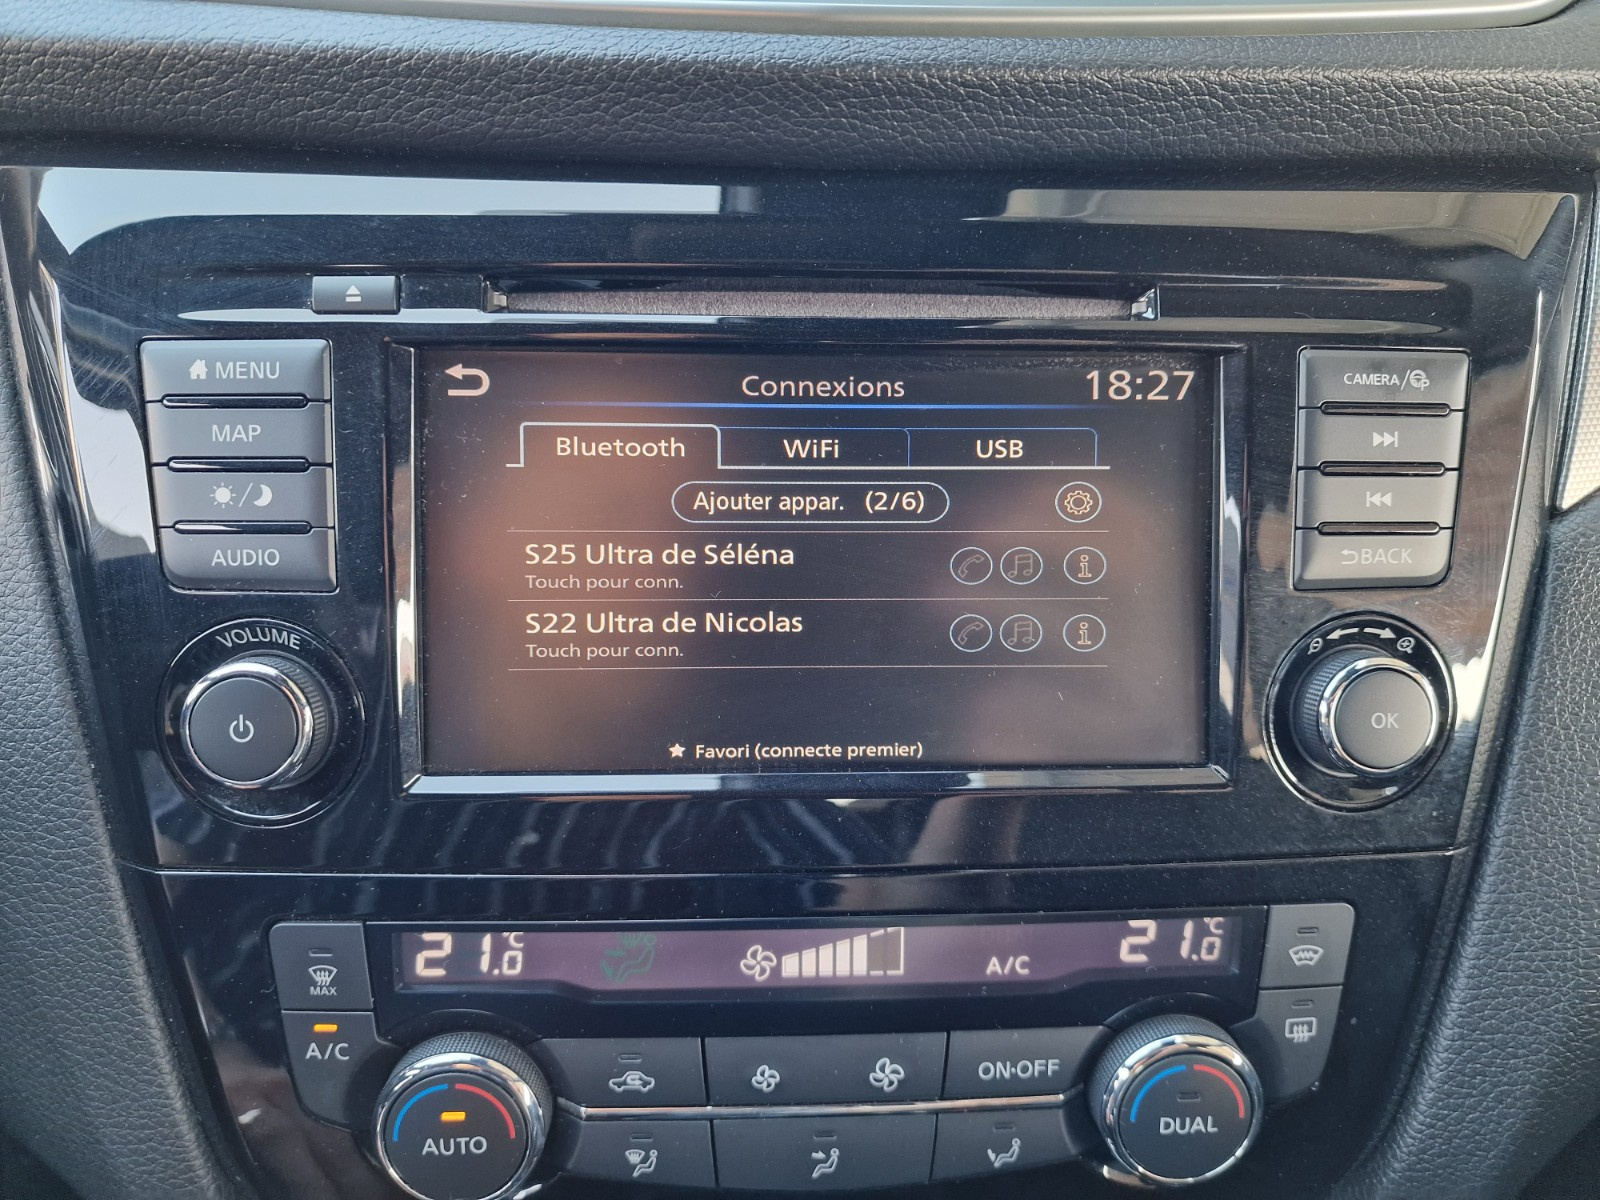 MENU
MAP
AUDIO
VOLUME
Connexions 18:27
Bluetooth WiFi USB
Ajouter appar. (2/6)
S25 Ultra de Séléna
Touch pour conn.
S22 Ultra de Nicolas
Touch pour conn.
Favori (connecte premier)
CAMERA/
BACK
OK
21.0°C A/C 21.0°C
MAX
A/C
AUTO
ON·OFF
DUAL